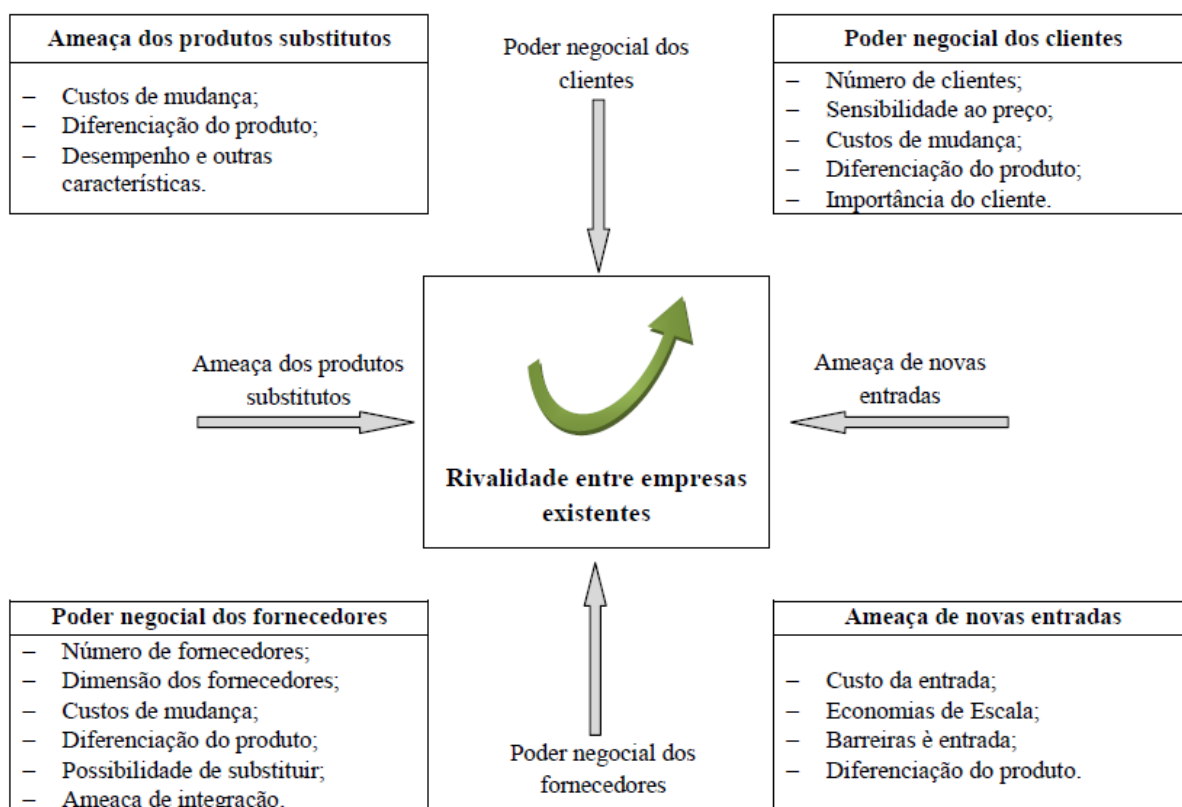 Ameaça dos produtos substitutos
– Custos de mudança;
– Diferenciação do produto;
– Desempenho e outras
características.
Poder negocial dos
clientes
Poder negocial dos clientes
– Número de clientes;
– Sensibilidade ao preço;
– Custos de mudança;
– Diferenciação do produto;
– Importância do cliente.
Ameaça dos produtos
substitutos
Rivalidade entre empresas
existentes
Ameaça de novas
entradas
Poder negocial dos fornecedores
– Número de fornecedores;
– Dimensão dos fornecedores;
– Custos de mudança;
– Diferenciação do produto;
– Possibilidade de substituir;
– Ameaça de integração.
Poder negocial dos
fornecedores
Ameaça de novas entradas
– Custo da entrada;
– Economias de Escala;
– Barreiras è entrada;
– Diferenciação do produto.